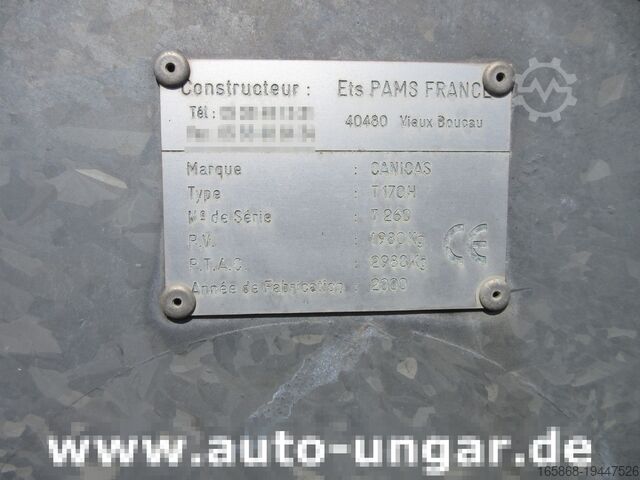 Constructeur : Ets PAMS FRANCE
Tél.: 40480 Vieux Boucau
Marque : CANICAS
Type : T170H
Nº de Série : T 260
P.V. : 1980Kg
P.T.A.C. : 2980Kg
Année de Fabrication : 2000
CE
www.auto-ungar.de
165868-19447526